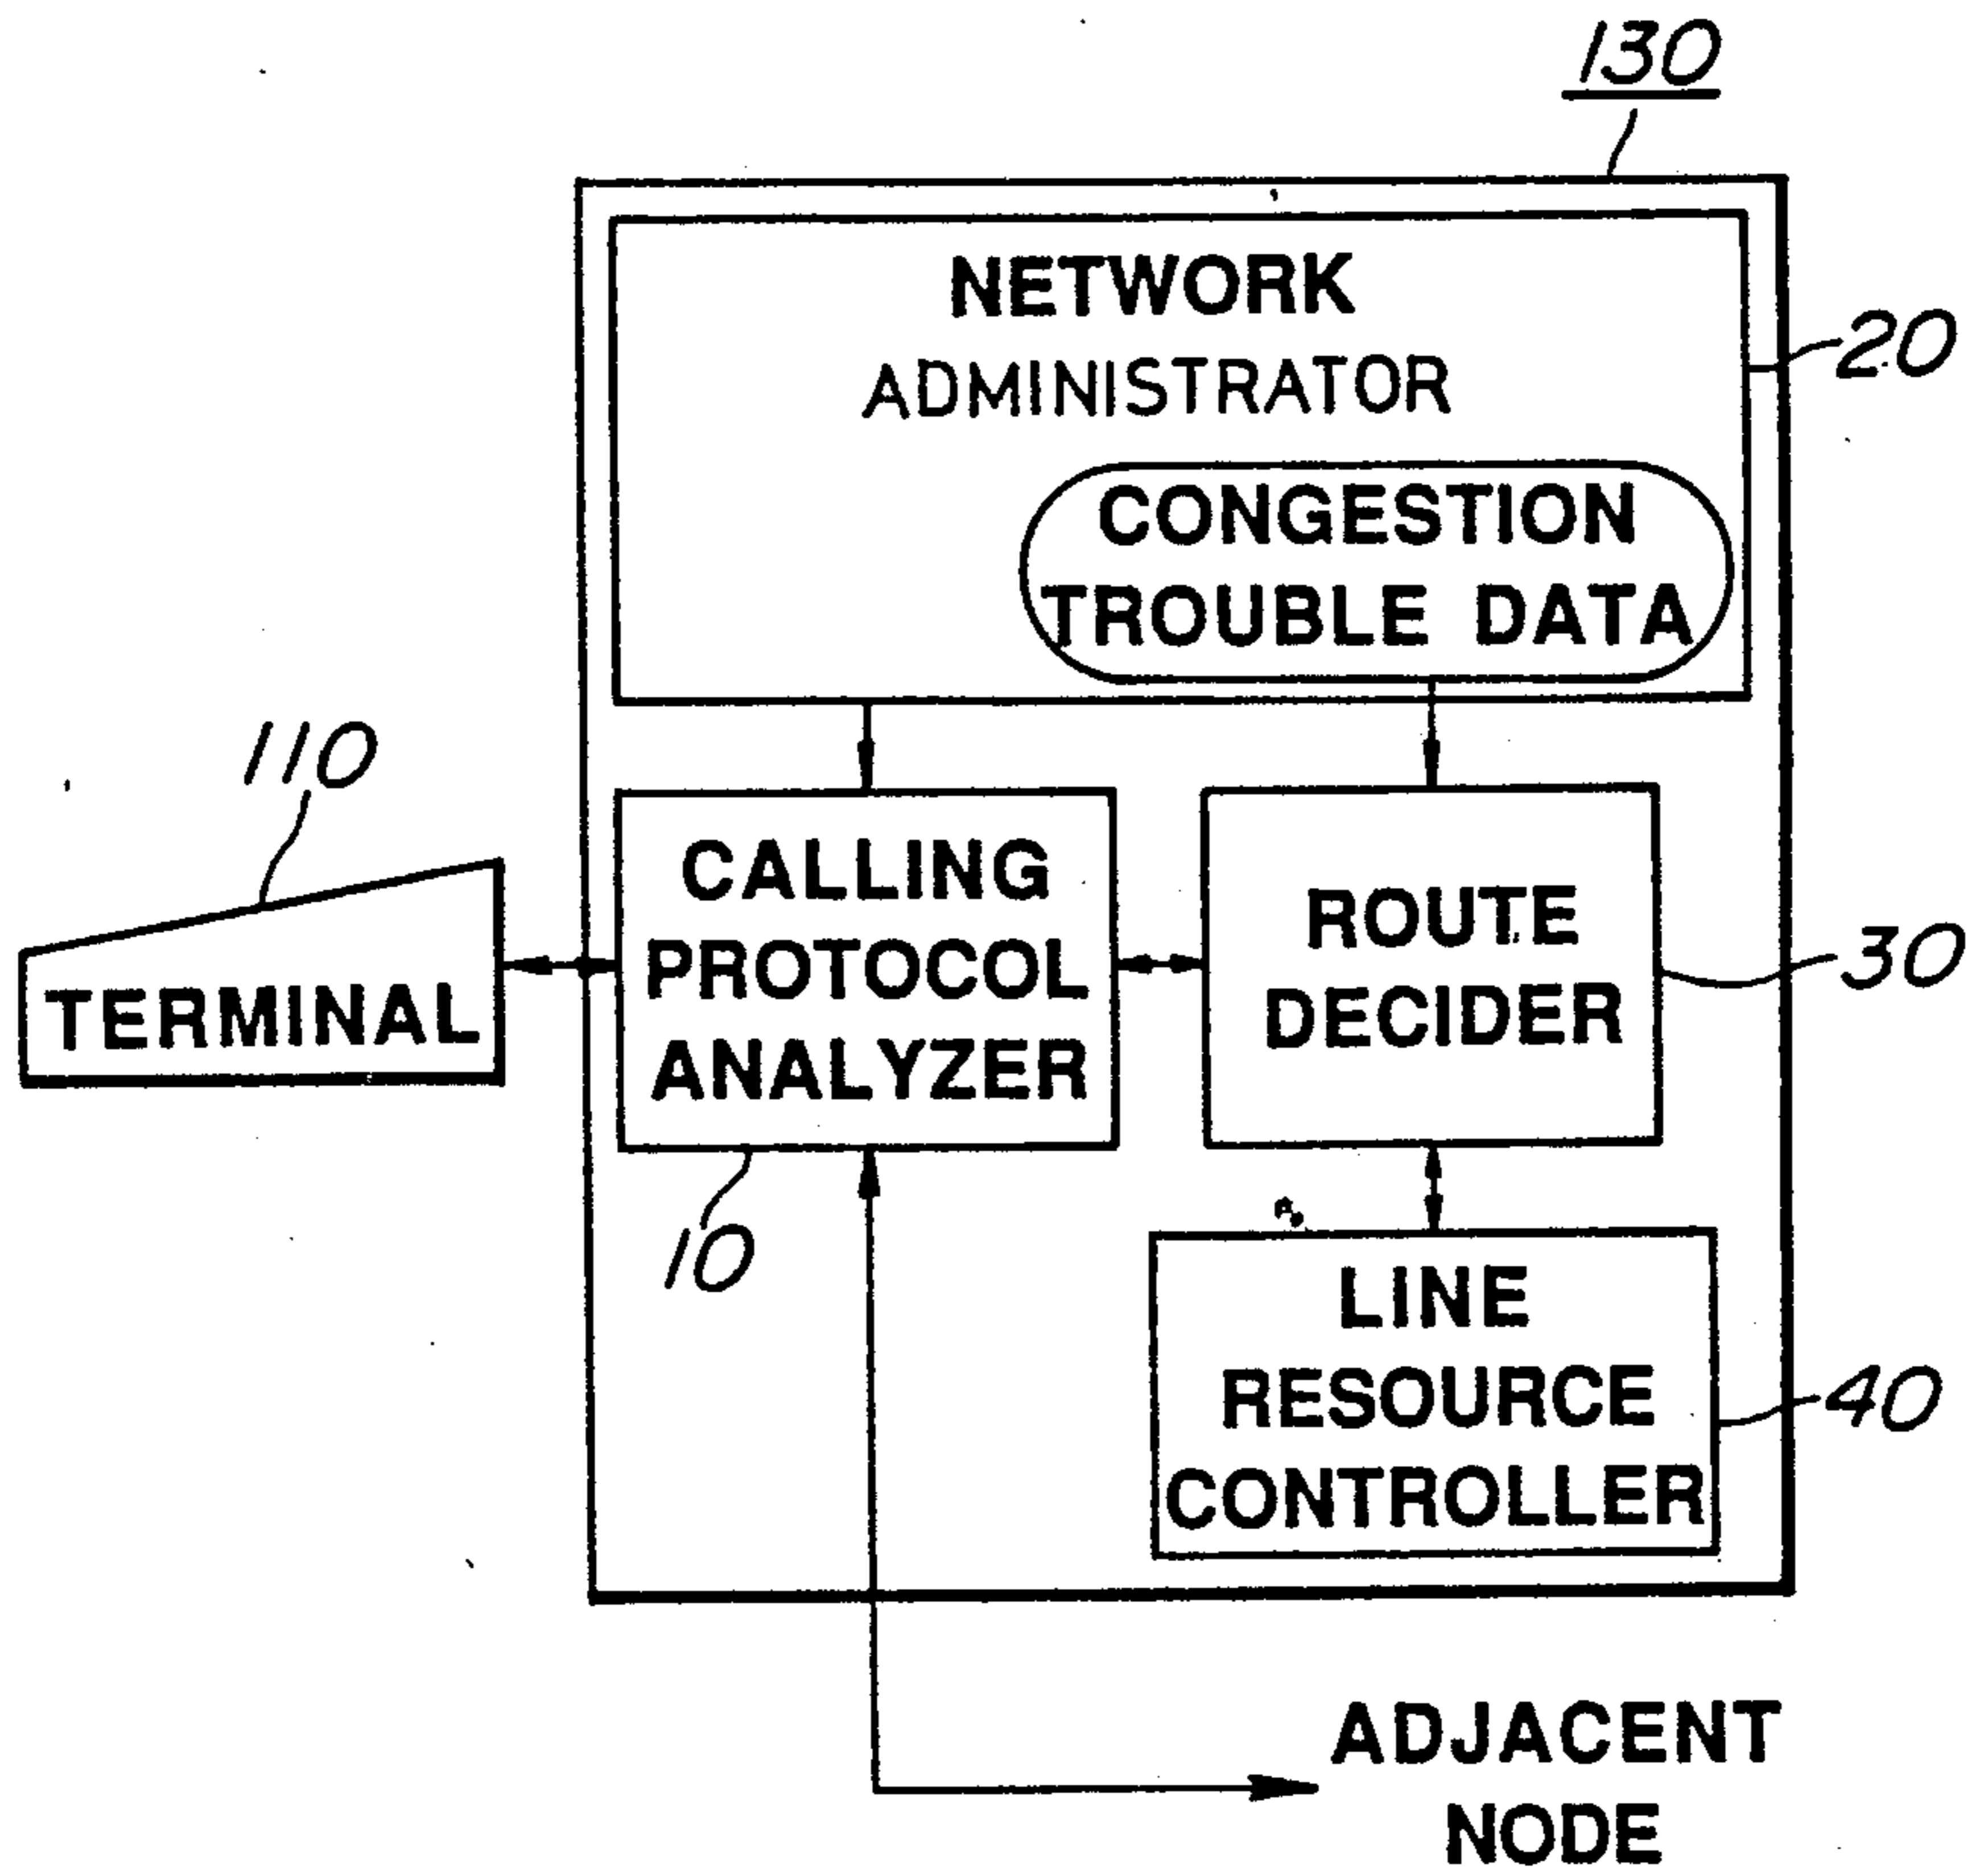 130
NETWORK
ADMINISTRATOR
20
CONGESTION
TROUBLE DATA
110
CALLING
PROTOCOL
ANALYZER
ROUTE
DECIDER
30
TERMINAL
10
LINE
RESOURCE
CONTROLLER
40
ADJACENT
NODE